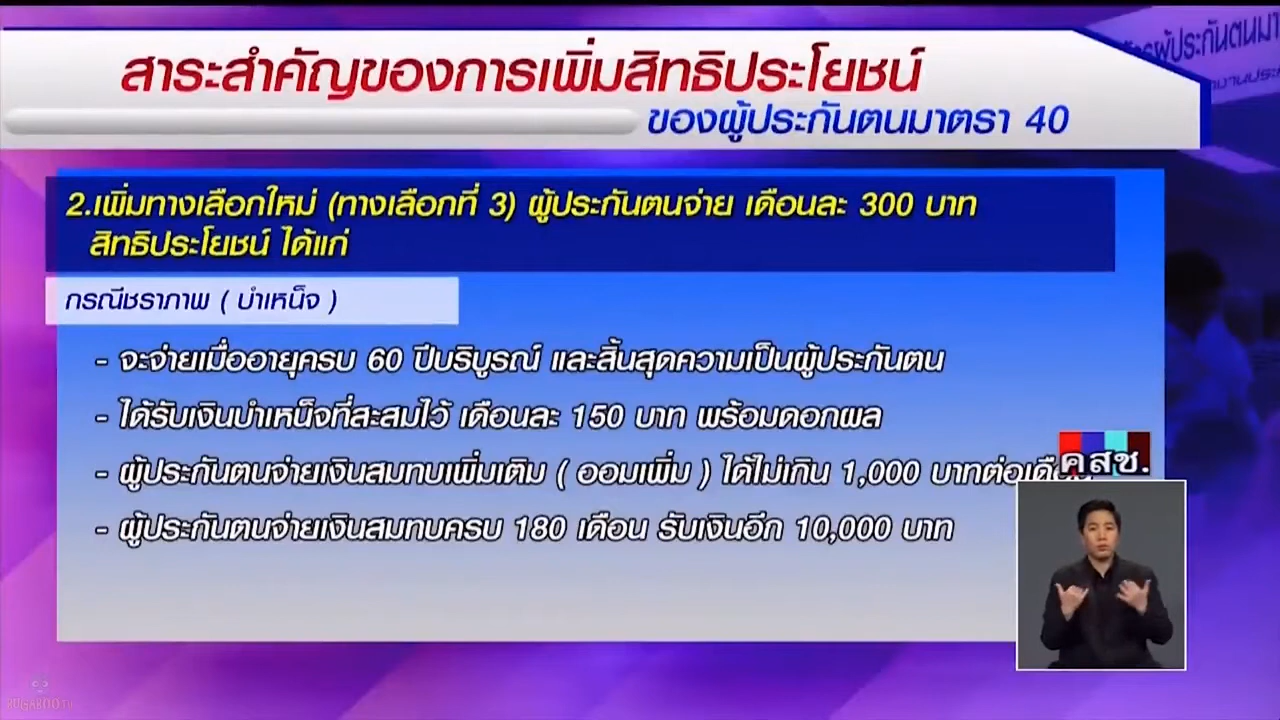 สาระสำคัญของการเพิ่มสิทธิประโยชน์
ของผู้ประกันตนมาตรา 40
2.เพิ่มทางเลือกใหม่ (ทางเลือกที่ 3) ผู้ประกันตนจ่าย เดือนละ 300 บาท
สิทธิประโยชน์ ได้แก่
กรณีชราภาพ ( บำเหน็จ )
- จะจ่ายเมื่ออายุครบ 60 ปีบริบูรณ์ และสิ้นสุดความเป็นผู้ประกันตน
- ได้รับเงินบำเหน็จที่สะสมไว้ เดือนละ 150 บาท พร้อมดอกผล
- ผู้ประกันตนจ่ายเงินสมทบเพิ่มเติม ( ออมเพิ่ม ) ได้ไม่เกิน 1,000 บาทต่อเดือน
- ผู้ประกันตนจ่ายเงินสมทบครบ 180 เดือน รับเงินอีก 10,000 บาท
คสช.
BUGABOO.TV